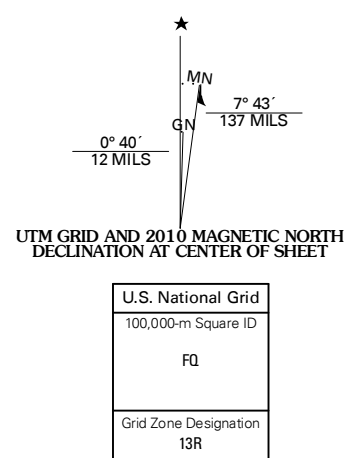 ★
MN
7° 43´
137 MILS
GN
0° 40´
12 MILS
UTM GRID AND 2010 MAGNETIC NORTH
DECLINATION AT CENTER OF SHEET
U.S. National Grid
100,000-m Square ID
FQ
Grid Zone Designation
13R